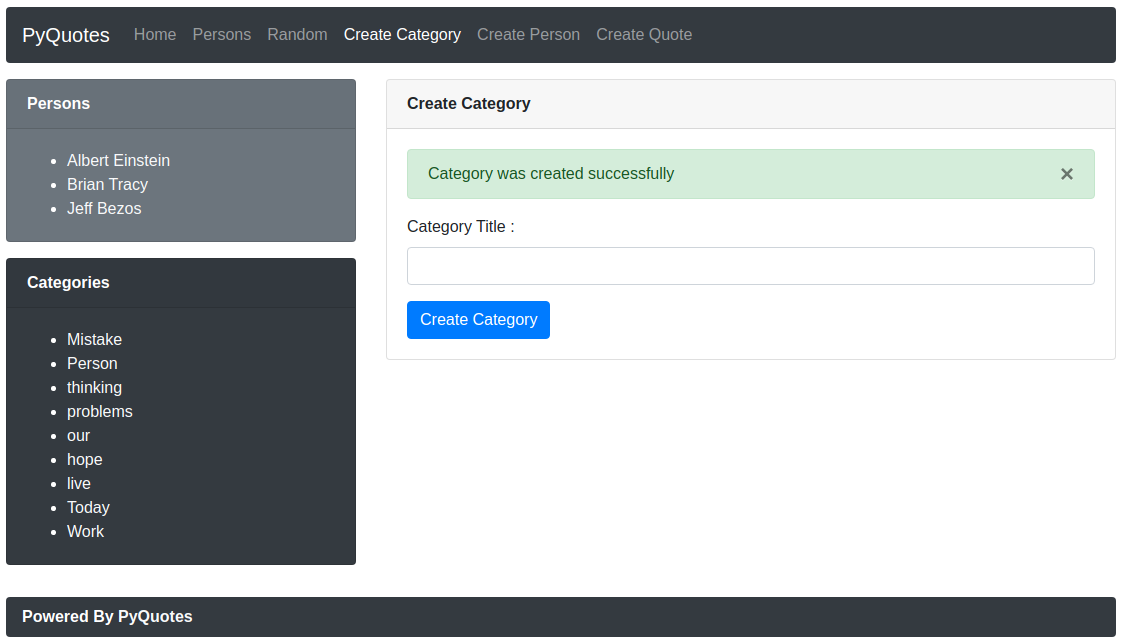 PyQuotes Home Persons Random Create Category Create Person Create Quote
Persons
Albert Einstein
Brian Tracy
Jeff Bezos
Categories
Mistake
Person
thinking
problems
our
hope
live
Today
Work
Create Category
Category was created successfully ×
Category Title :
Create Category
Powered By PyQuotes